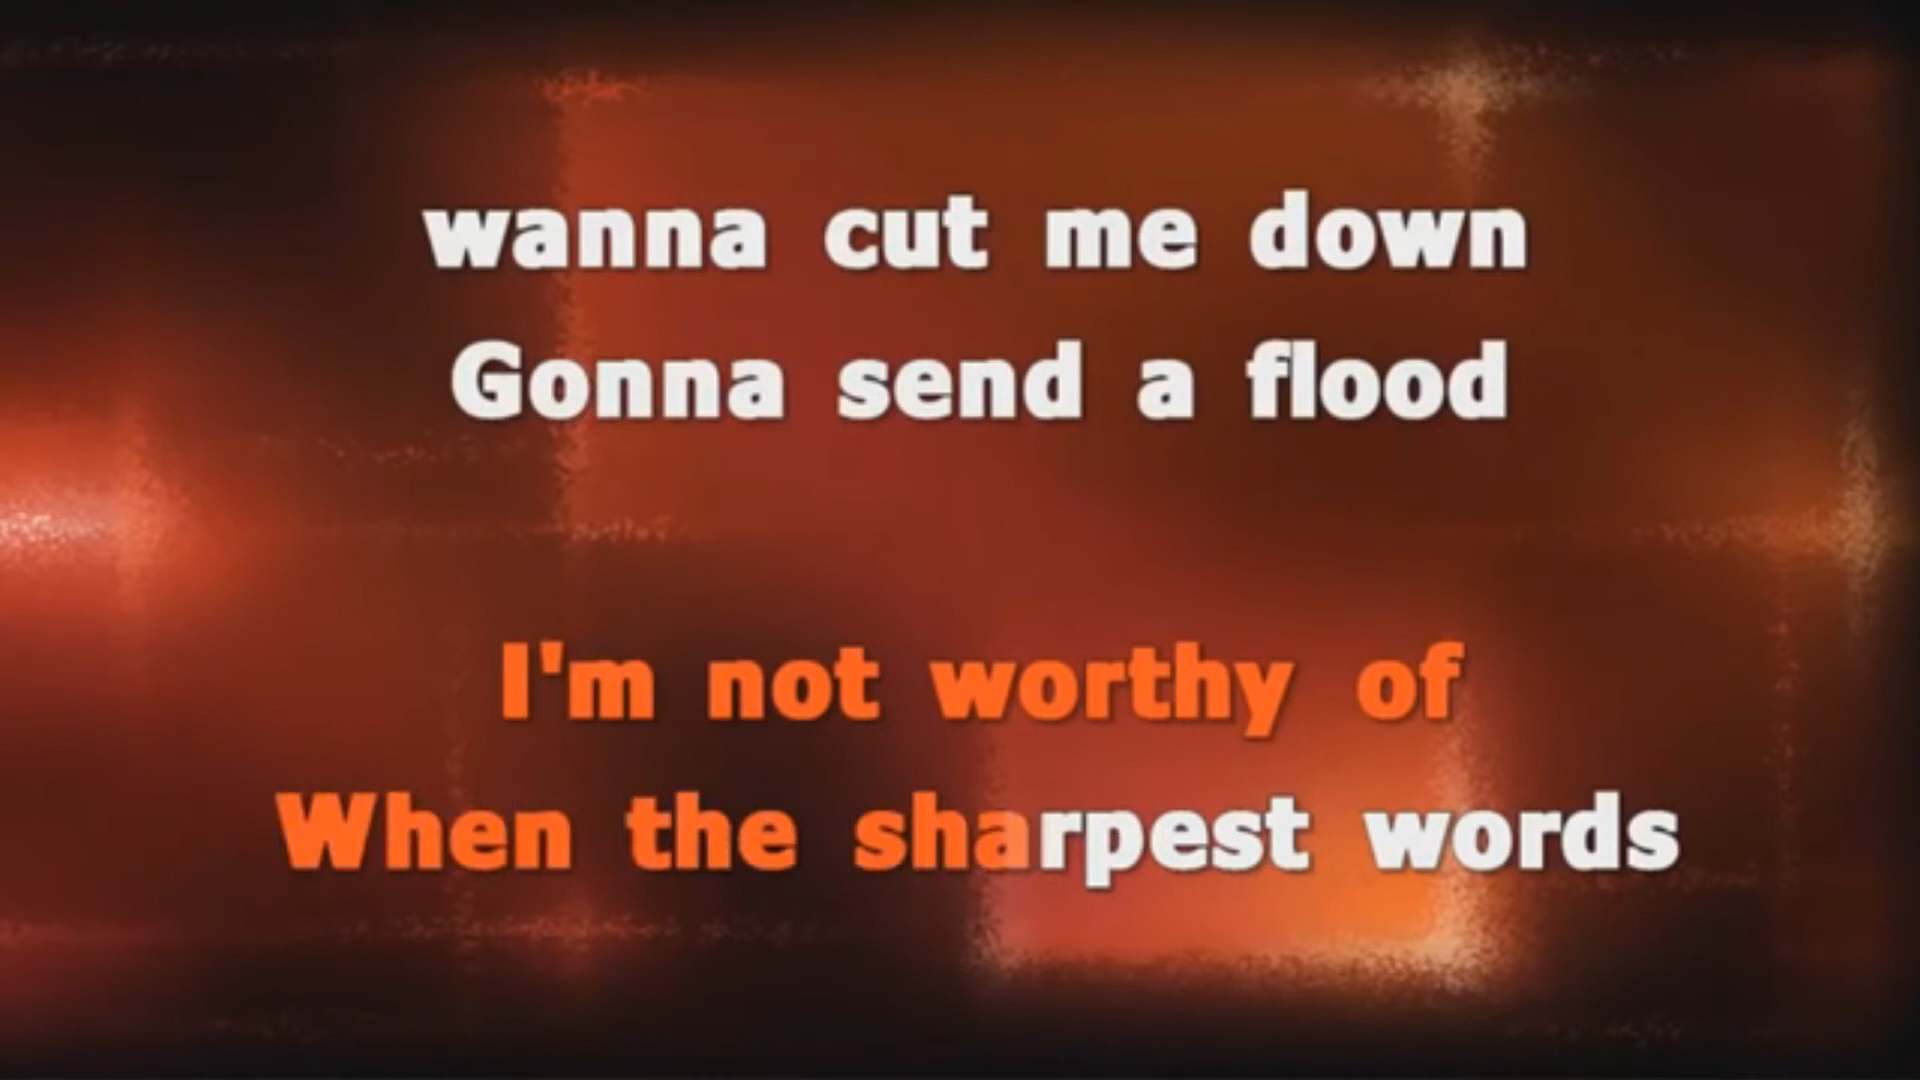 wanna cut me down
Gonna send a flood
I'm not worthy of
When the sharpest words